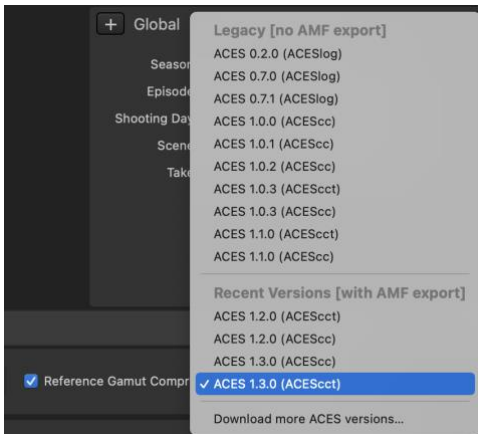 + Global
Season
Episode
Shooting Day
Scene
Take
Reference Gamut Compr
Legacy [no AMF export]
ACES 0.2.0 (ACESlog)
ACES 0.7.0 (ACESlog)
ACES 0.7.1 (ACESlog)
ACES 1.0.0 (ACEScc)
ACES 1.0.1 (ACEScc)
ACES 1.0.2 (ACEScc)
ACES 1.0.3 (ACEScct)
ACES 1.0.3 (ACEScc)
ACES 1.1.0 (ACEScct)
ACES 1.1.0 (ACEScc)
Recent Versions [with AMF export]
ACES 1.2.0 (ACEScct)
ACES 1.2.0 (ACEScc)
ACES 1.3.0 (ACEScc)
✓ ACES 1.3.0 (ACEScct)
Download more ACES versions...